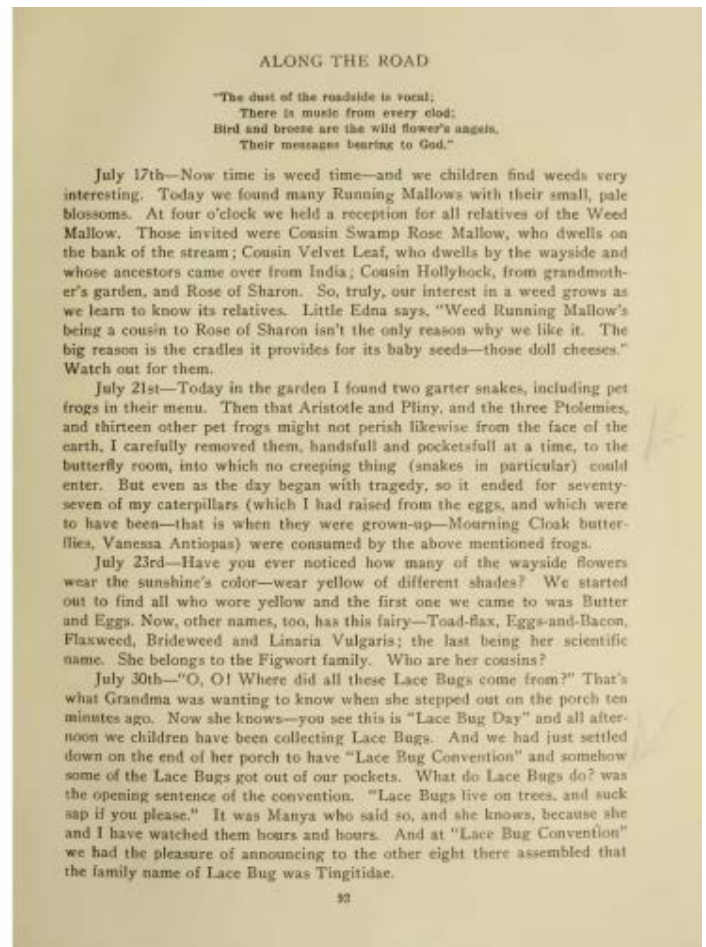 ALONG THE ROAD
"The dust of the roadside is vocal;
There is music from every clod;
Bird and breeze are the wild flower's angels,
Their messages bearing to God."
July 17th—Now time is weed time—and we children find weeds very
interesting. Today we found many Running Mallows with their small, pale
blossoms. At four o'clock we held a reception for all relatives of the Weed
Mallow. Those invited were Cousin Swamp Rose Mallow, who dwells on
the bank of the stream; Cousin Velvet Leaf, who dwells by the wayside and
whose ancestors came over from India; Cousin Hollyhock, from grandmoth-
er's garden, and Rose of Sharon. So, truly, our interest in a weed grows as
we learn to know its relatives. Little Edna says, "Weed Running Mallow's
being a cousin to Rose of Sharon isn't the only reason why we like it. The
big reason is the cradles it provides for its baby seeds—those doll cheeses."
Watch out for them.
July 21st—Today in the garden I found two garter snakes, including pet
frogs in their menu. Then that Aristotle and Pliny, and the three Ptolemies,
and thirteen other pet frogs might not perish likewise from the face of the
earth, I carefully removed them, handsfull and pocketsfull at a time, to the
butterfly room, into which no creeping thing (snakes in particular) could
enter. But even as the day began with tragedy, so it ended for seventy-
seven of my caterpillars (which I had raised from the eggs, and which were
to have been—that is when they were grown-up—Mourning Cloak butter-
flies, Vanessa Antiopas) were consumed by the above mentioned frogs.
July 23rd—Have you ever noticed how many of the wayside flowers
wear the sunshine's color—wear yellow of different shades? We started
out to find all who wore yellow and the first one we came to was Butter
and Eggs. Now, other names, too, has this fairy—Toad-flax, Eggs-and-Bacon,
Flaxweed, Brideweed and Linaria Vulgaris; the last being her scientific
name. She belongs to the Figwort family. Who are her cousins?
July 30th—"O, O! Where did all these Lace Bugs come from?" That's
what Grandma was wanting to know when she stepped out on the porch ten
minutes ago. Now she knows—you see this is "Lace Bug Day" and all after-
noon we children have been collecting Lace Bugs. And we had just settled
down on the end of her porch to have "Lace Bug Convention" and somehow
some of the Lace Bugs got out of our pockets. What do Lace Bugs do? was
the opening sentence of the convention. "Lace Bugs live on trees, and suck
sap if you please." It was Manya who said so, and she knows, because she
and I have watched them hours and hours. And at "Lace Bug Convention"
we had the pleasure of announcing to the other eight there assembled that
the family name of Lace Bug was Tingitidae.